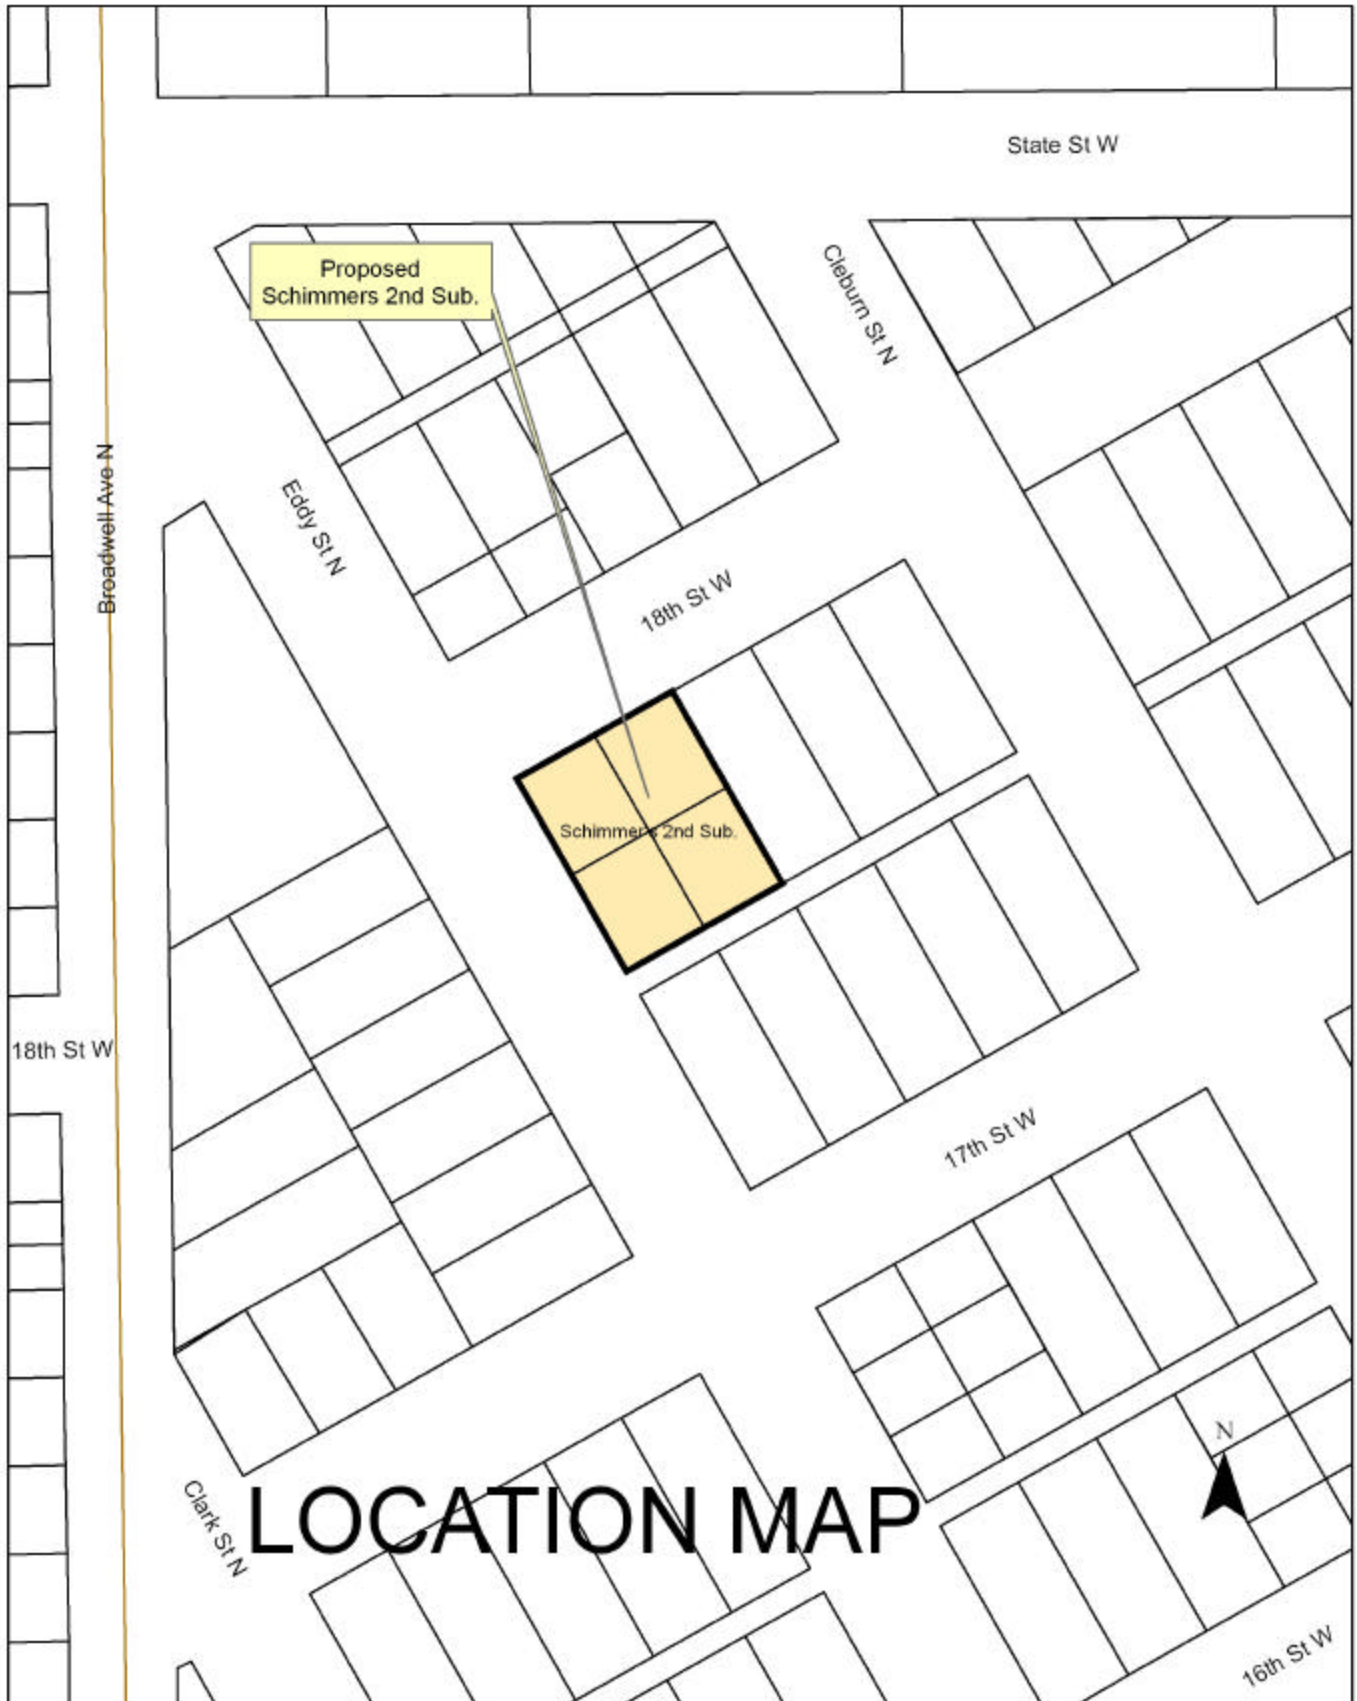 State St W
Proposed
Schimmers 2nd Sub.
Cleburn St N
Broadwell Ave N
Eddy St N
18th St W
Schimmer's 2nd Sub.
18th St W
17th St W
N
Clark St N
LOCATION MAP
16th St W